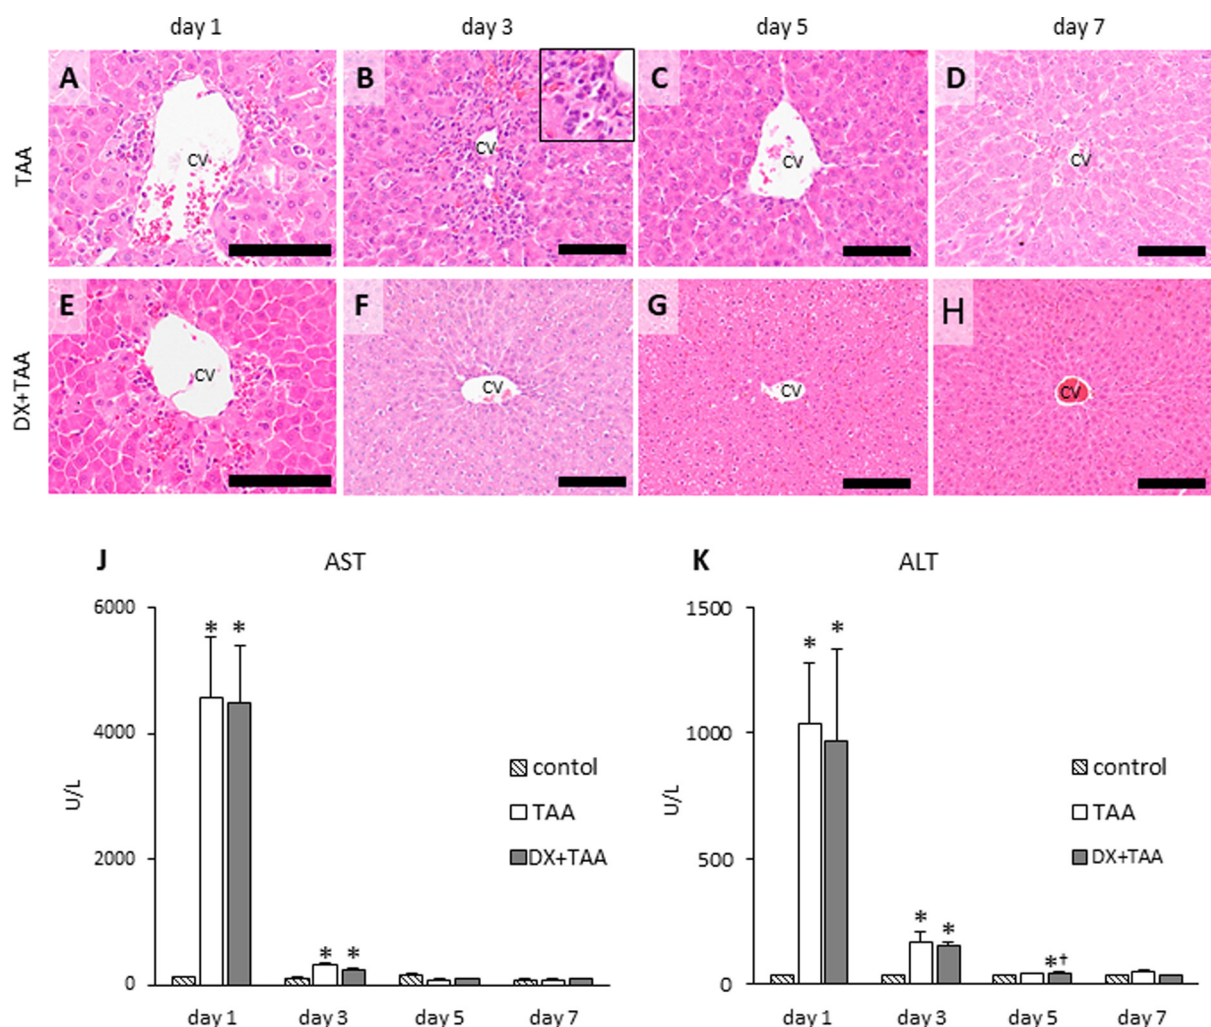 day 1 day 3 day 5 day 7
TAA
A B C D
CV CV CV CV
DX+TAA
E F G H
CV CV CV CV
J AST
6000
4000
2000
0
U/L
* *
* *
contol
TAA
DX+TAA
day 1 day 3 day 5 day 7
K ALT
1500
1000
500
0
U/L
* *
* *
*†
control
TAA
DX+TAA
day 1 day 3 day 5 day 7